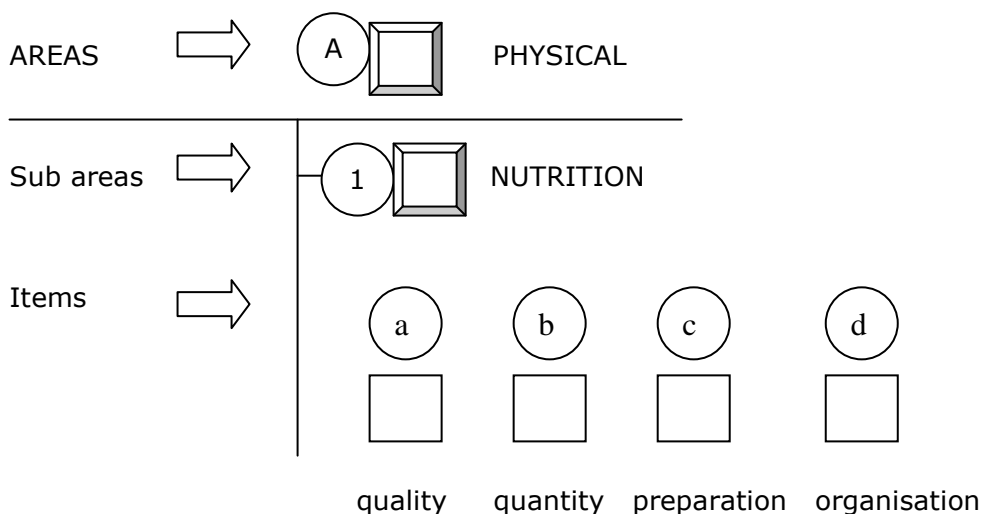 AREAS A PHYSICAL
Sub areas 1 NUTRITION
Items
a b c d
quality quantity preparation organisation